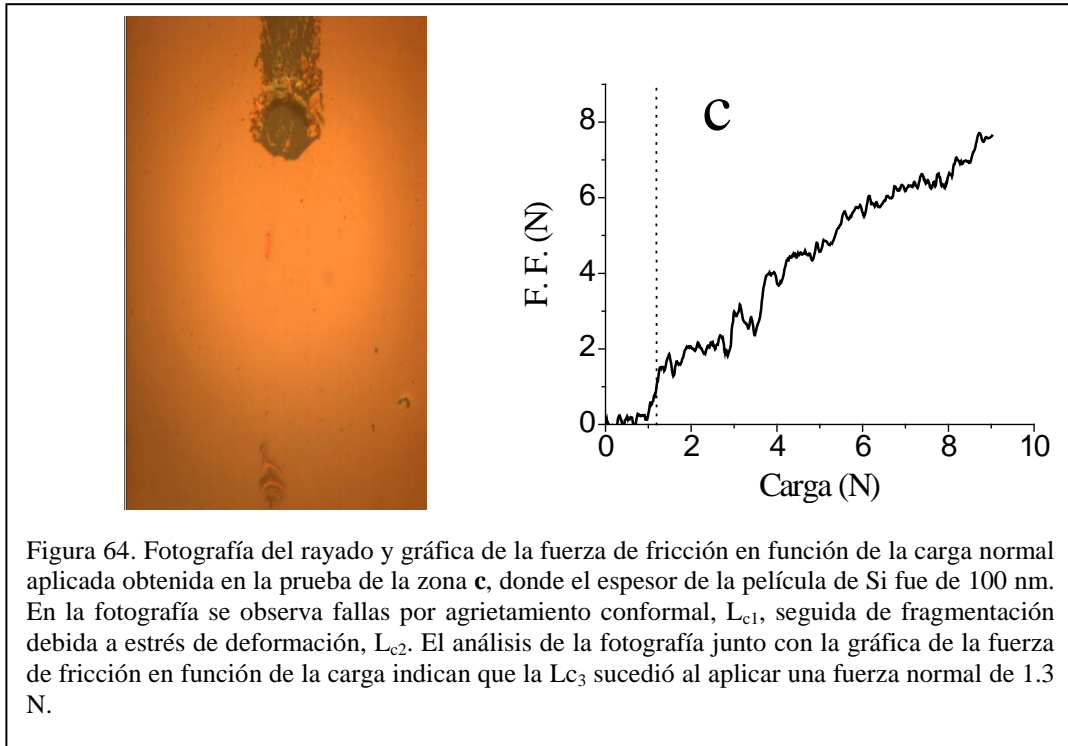 c
8
6
4
2
0
F. F. (N)
0 2 4 6 8 10
Carga (N)
Figura 64. Fotografía del rayado y gráfica de la fuerza de fricción en función de la carga normal
aplicada obtenida en la prueba de la zona c, donde el espesor de la película de Si fue de 100 nm.
En la fotografía se observa fallas por agrietamiento conformal, Lc1, seguida de fragmentación
debida a estrés de deformación, Lc2. El análisis de la fotografía junto con la gráfica de la fuerza
de fricción en función de la carga indican que la Lc3 sucedió al aplicar una fuerza normal de 1.3
N.